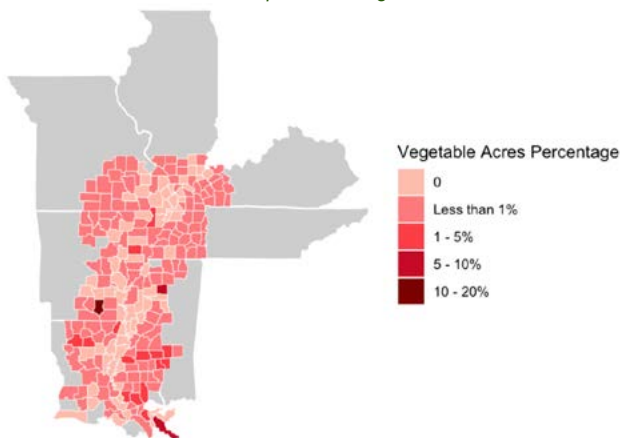 Vegetable Acres Percentage
0
Less than 1%
1 - 5%
5 - 10%
10 - 20%